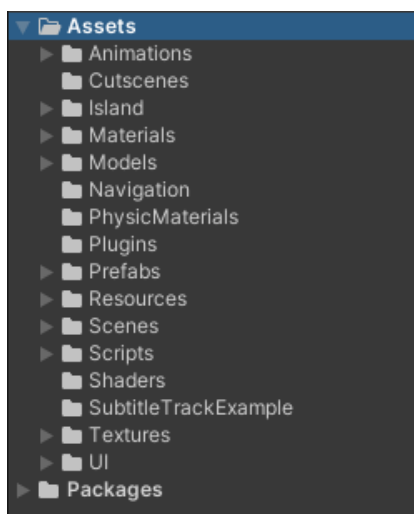 Assets
Animations
Cutscenes
Island
Materials
Models
Navigation
PhysicMaterials
Plugins
Prefabs
Resources
Scenes
Scripts
Shaders
SubtitleTrackExample
Textures
UI
Packages